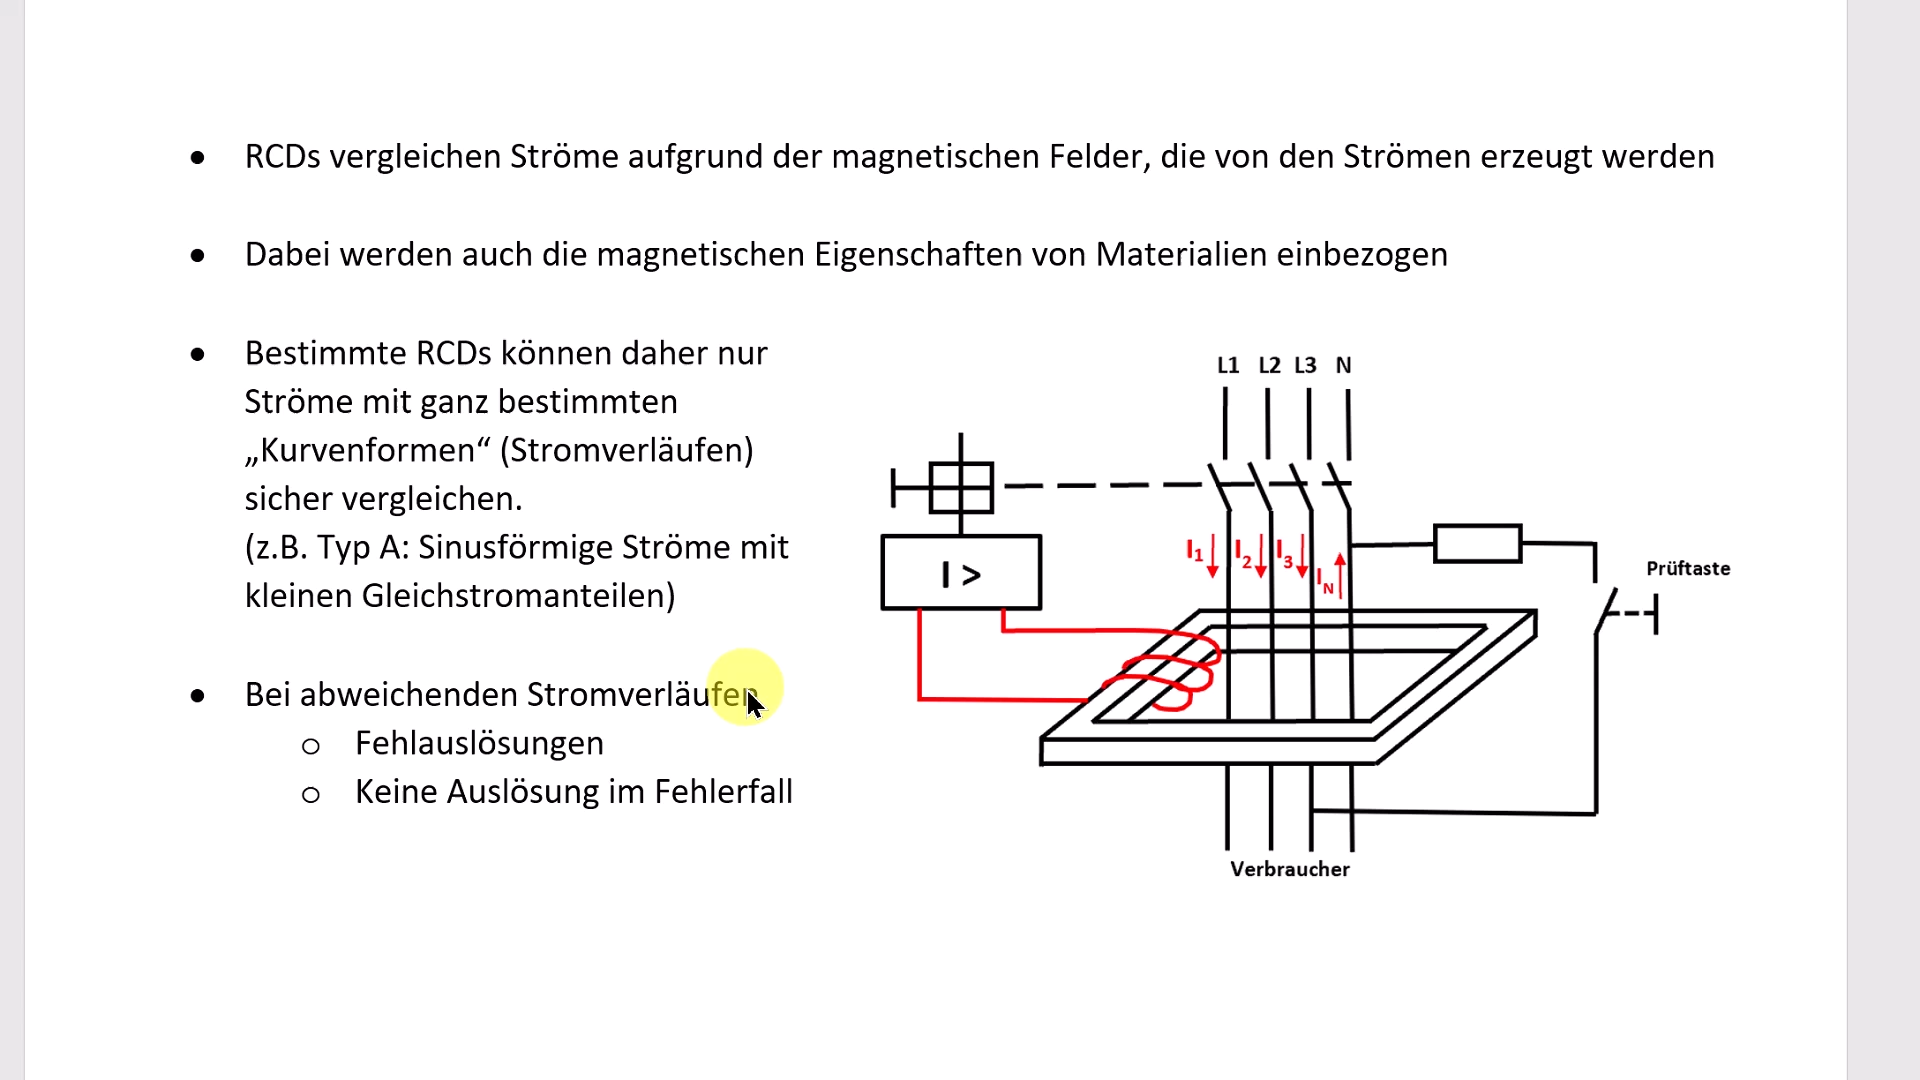 • RCDs vergleichen Ströme aufgrund der magnetischen Felder, die von den Strömen erzeugt werden
• Dabei werden auch die magnetischen Eigenschaften von Materialien einbezogen
• Bestimmte RCDs können daher nur
Ströme mit ganz bestimmten
„Kurvenformen“ (Stromverläufen)
sicher vergleichen.
(z.B. Typ A: Sinusförmige Ströme mit
kleinen Gleichstromanteilen)
• Bei abweichenden Stromverläufen
o Fehlauslösungen
o Keine Auslösung im Fehlerfall
L1 L2 L3 N
I >
I1 I2 I3 IN
Prüftaste
Verbraucher